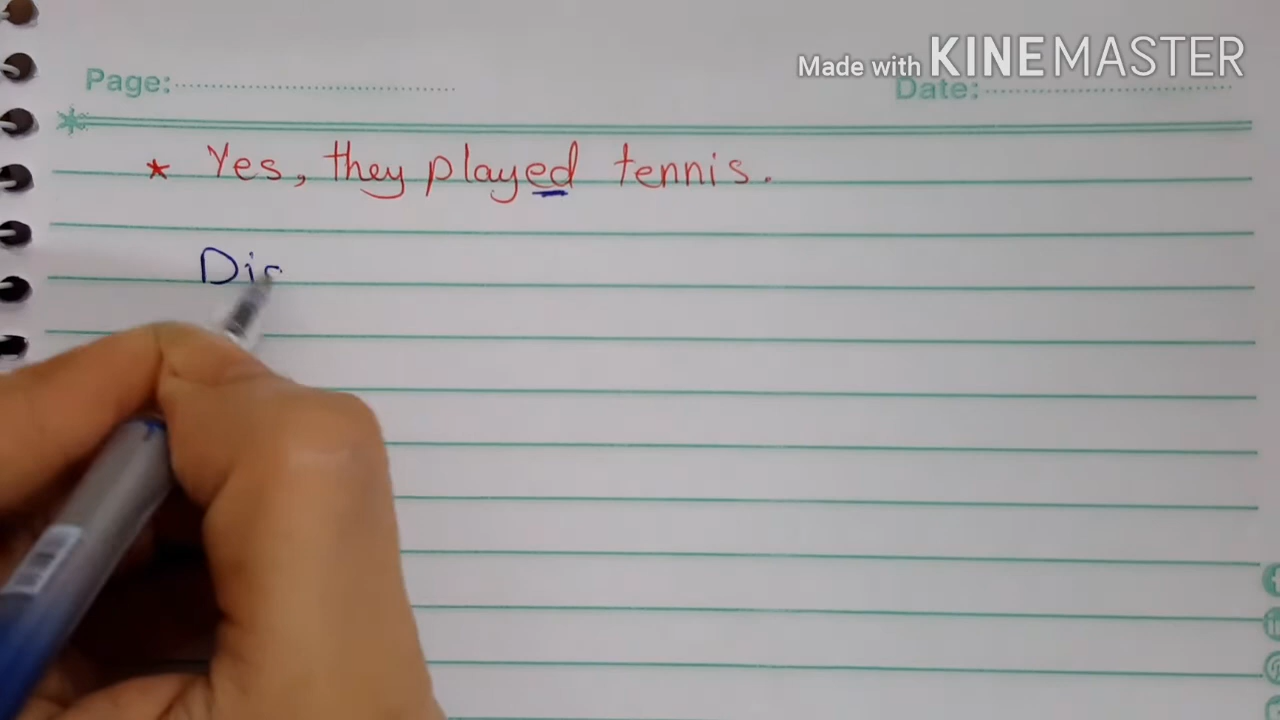 Made with KINEMASTER
Page:
Date:
* Yes, they played tennis.
Di